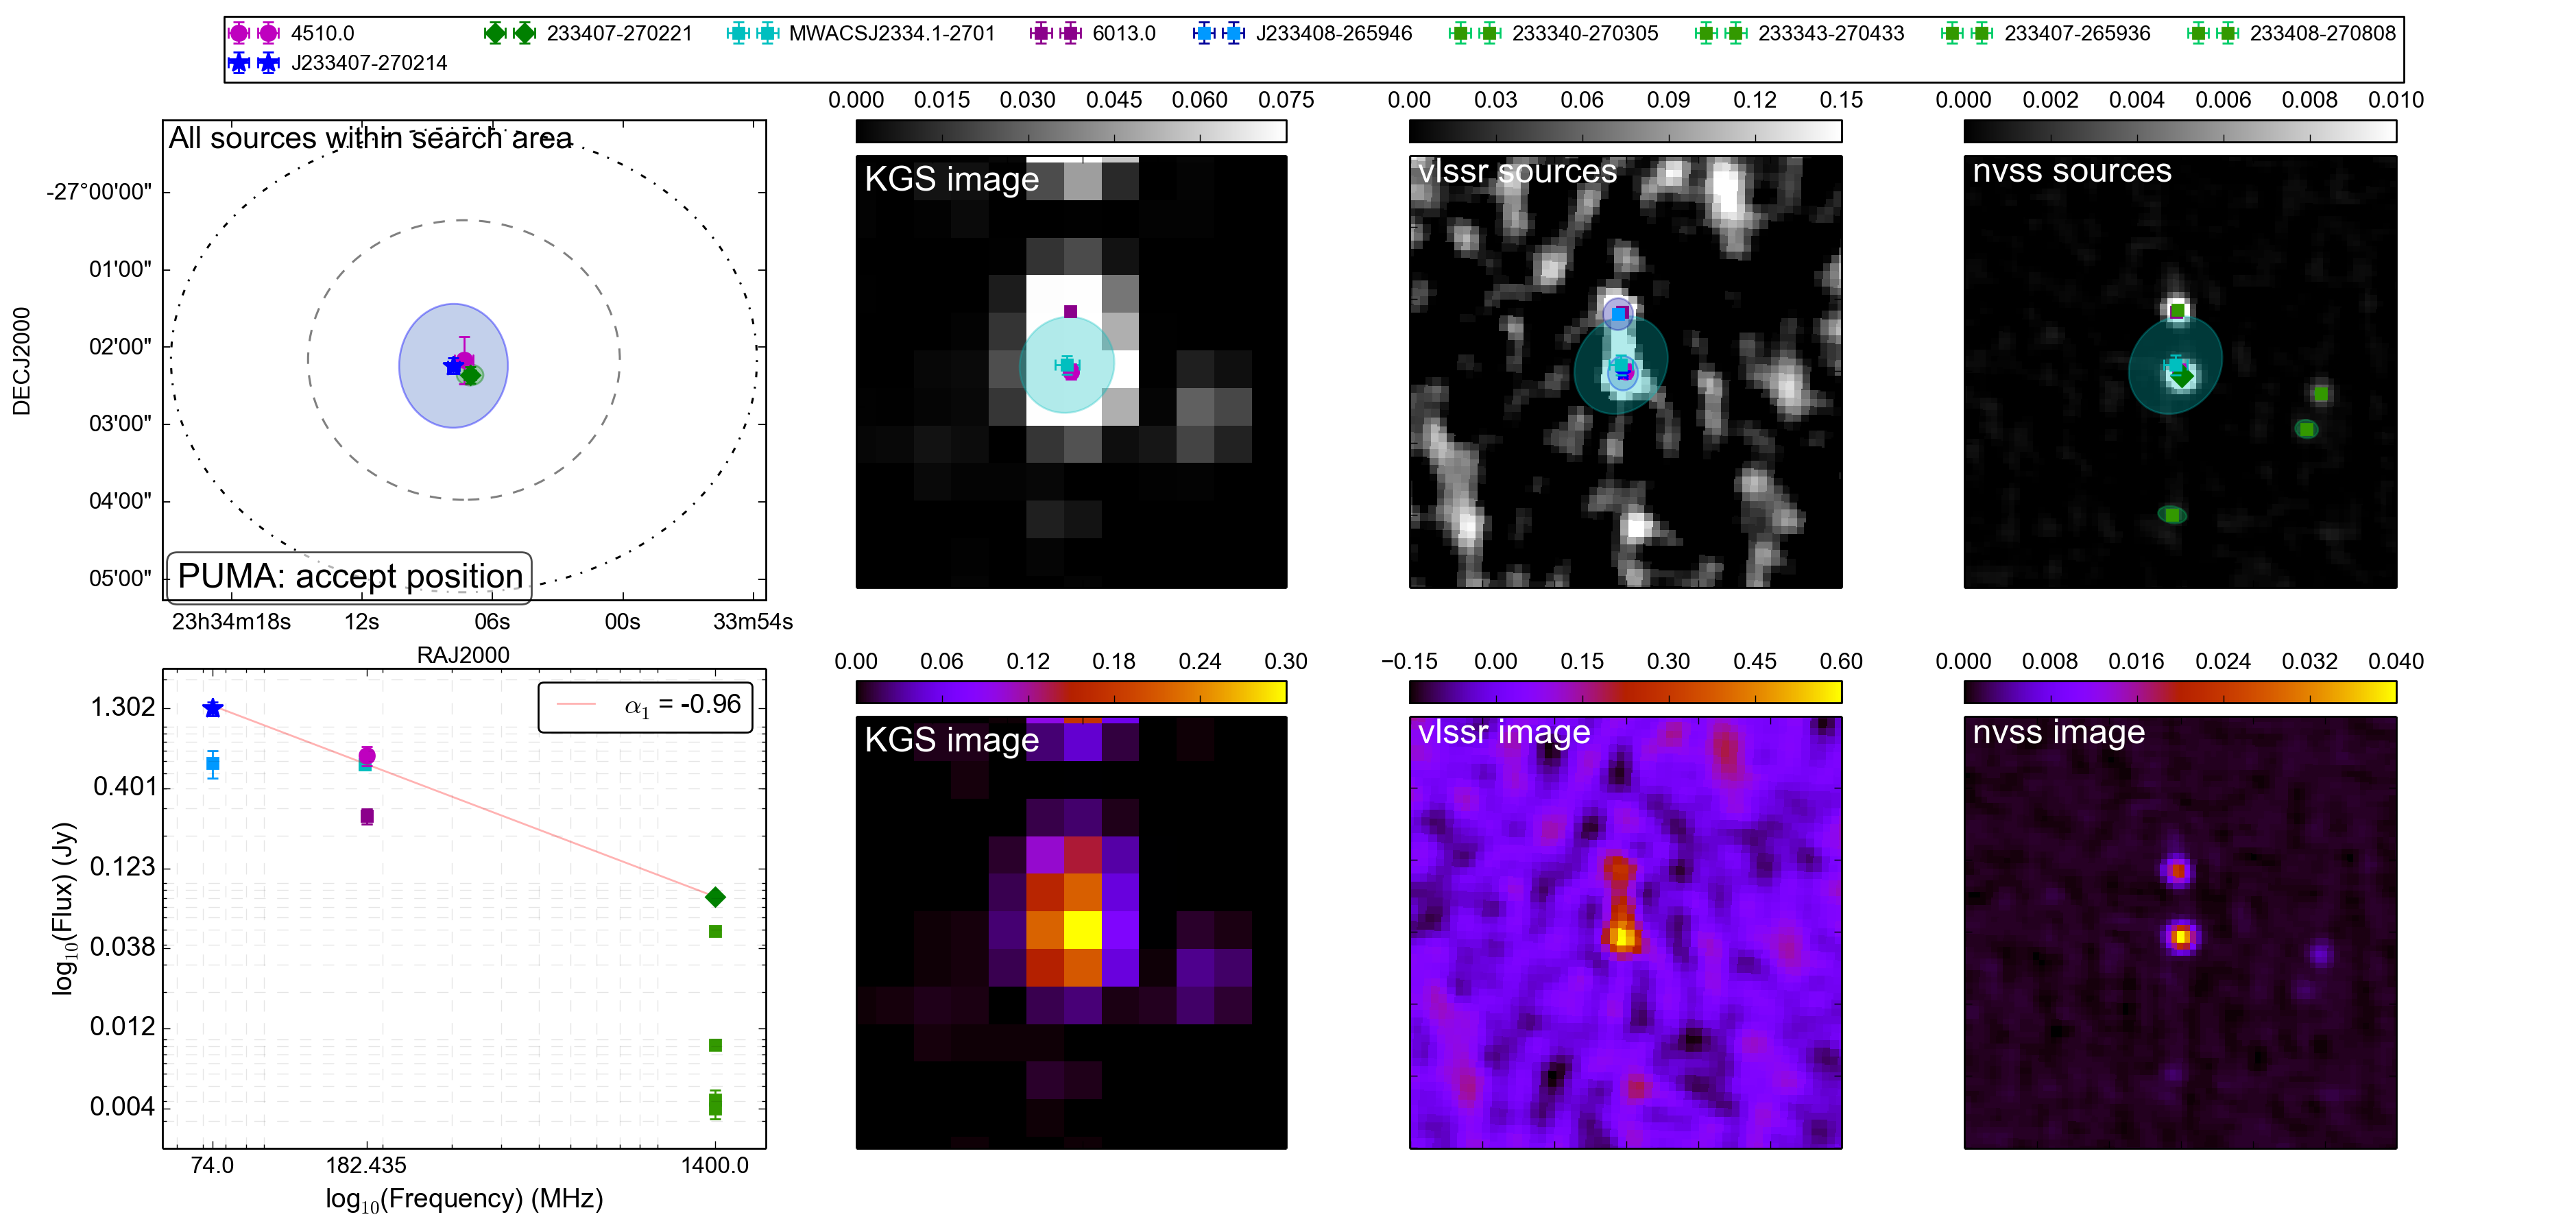 4510.0 233407-270221 MWACSJ2334.1-2701 6013.0 J233408-265946 233340-270305 233343-270433 233407-265936 233408-270808
J233407-270214
0.000 0.015 0.030 0.045 0.060 0.075
0.00 0.03 0.06 0.09 0.12 0.15
0.000 0.002 0.004 0.006 0.008 0.010
All sources within search area
KGS image
vlssr sources
nvss sources
DECJ2000
-27°00'00"
01'00"
02'00"
03'00"
04'00"
05'00"
PUMA: accept position
23h34m18s 12s 06s 00s 33m54s
RAJ2000
0.00 0.06 0.12 0.18 0.24 0.30
−0.15 0.00 0.15 0.30 0.45 0.60
0.000 0.008 0.016 0.024 0.032 0.040
α1 = -0.96
KGS image
vlssr image
nvss image
log10(Flux) (Jy)
1.302
0.401
0.123
0.038
0.012
0.004
74.0 182.435 1400.0
log10(Frequency) (MHz)